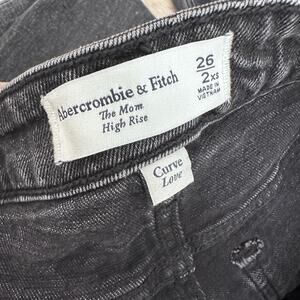 Abercrombie & Fitch
The Mom
High Rise
26
2XS
MADE IN
VIETNAM
Curve
Love